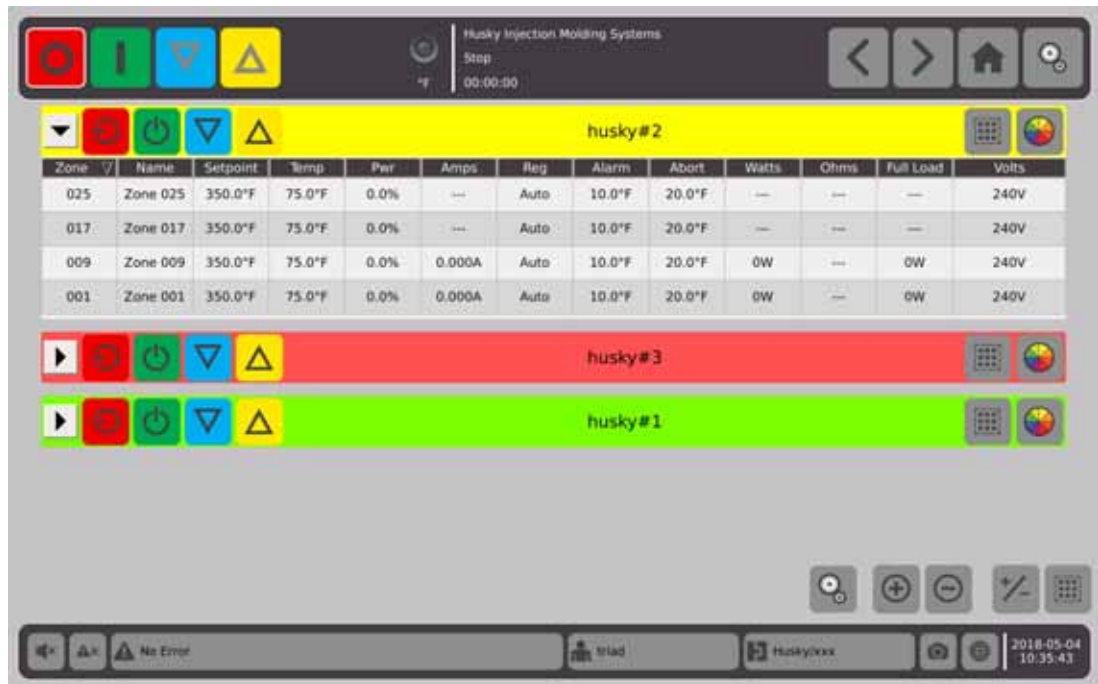 Husky Injection Molding Systems
Stop
°F 00:00:00
husky#2
Zone Name Setpoint Temp Pwr Amps Reg Alarm Abort Watts Ohms Full Load Volts
025 Zone 025 350.0°F 75.0°F 0.0% --- Auto 10.0°F 20.0°F --- --- --- 240V
017 Zone 017 350.0°F 75.0°F 0.0% --- Auto 10.0°F 20.0°F --- --- --- 240V
009 Zone 009 350.0°F 75.0°F 0.0% 0.000A Auto 10.0°F 20.0°F 0W --- 0W 240V
001 Zone 001 350.0°F 75.0°F 0.0% 0.000A Auto 10.0°F 20.0°F 0W --- 0W 240V
husky#3
husky#1
+/-
No Error triad Husky/xxx 2018-05-04
10:35:43